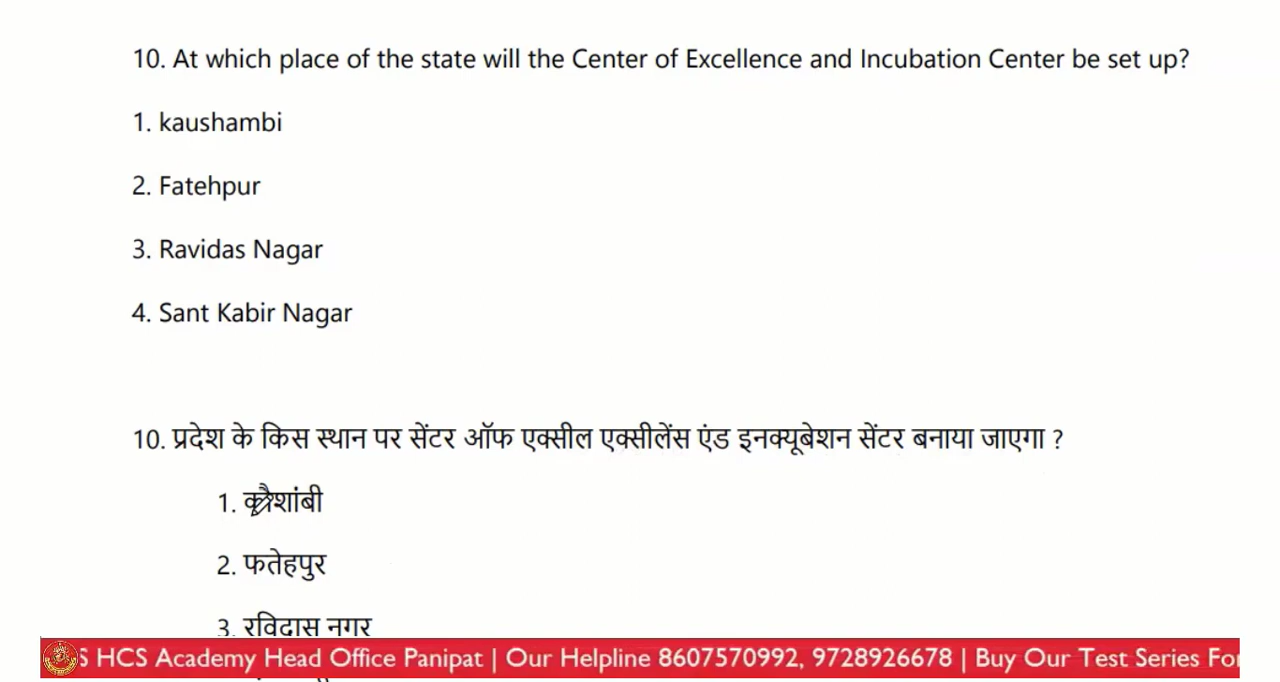 10. At which place of the state will the Center of Excellence and Incubation Center be set up?
1. kaushambi
2. Fatehpur
3. Ravidas Nagar
4. Sant Kabir Nagar
10. प्रदेश के किस स्थान पर सेंटर ऑफ एक्सील एक्सीलेंस एंड इनक्यूबेशन सेंटर बनाया जाएगा ?
1. कौशांबी
2. फतेहपुर
3. रविदास नगर
S HCS Academy Head Office Panipat | Our Helpline 8607570992, 9728926678 | Buy Our Test Series For